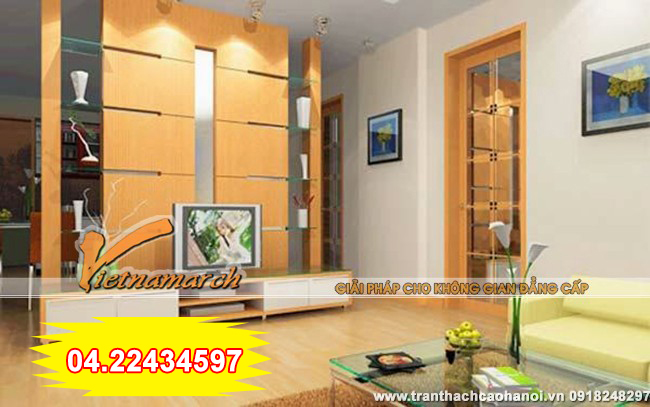 Vietnamarch
GIẢI PHÁP CHO KHÔNG GIAN ĐẲNG CẤP
04.22434597
www.tranthachcaohanoi.vn 0918248297